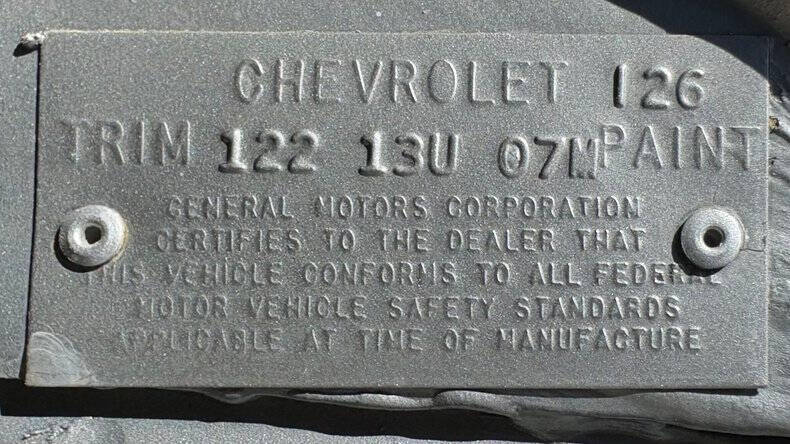 CHEVROLET 126
TRIM 122 13U 07M PAINT
GENERAL MOTORS CORPORATION
CERTIFIES TO THE DEALER THAT
THIS VEHICLE CONFORMS TO ALL FEDERAL
MOTOR VEHICLE SAFETY STANDARDS
APPLICABLE AT TIME OF MANUFACTURE